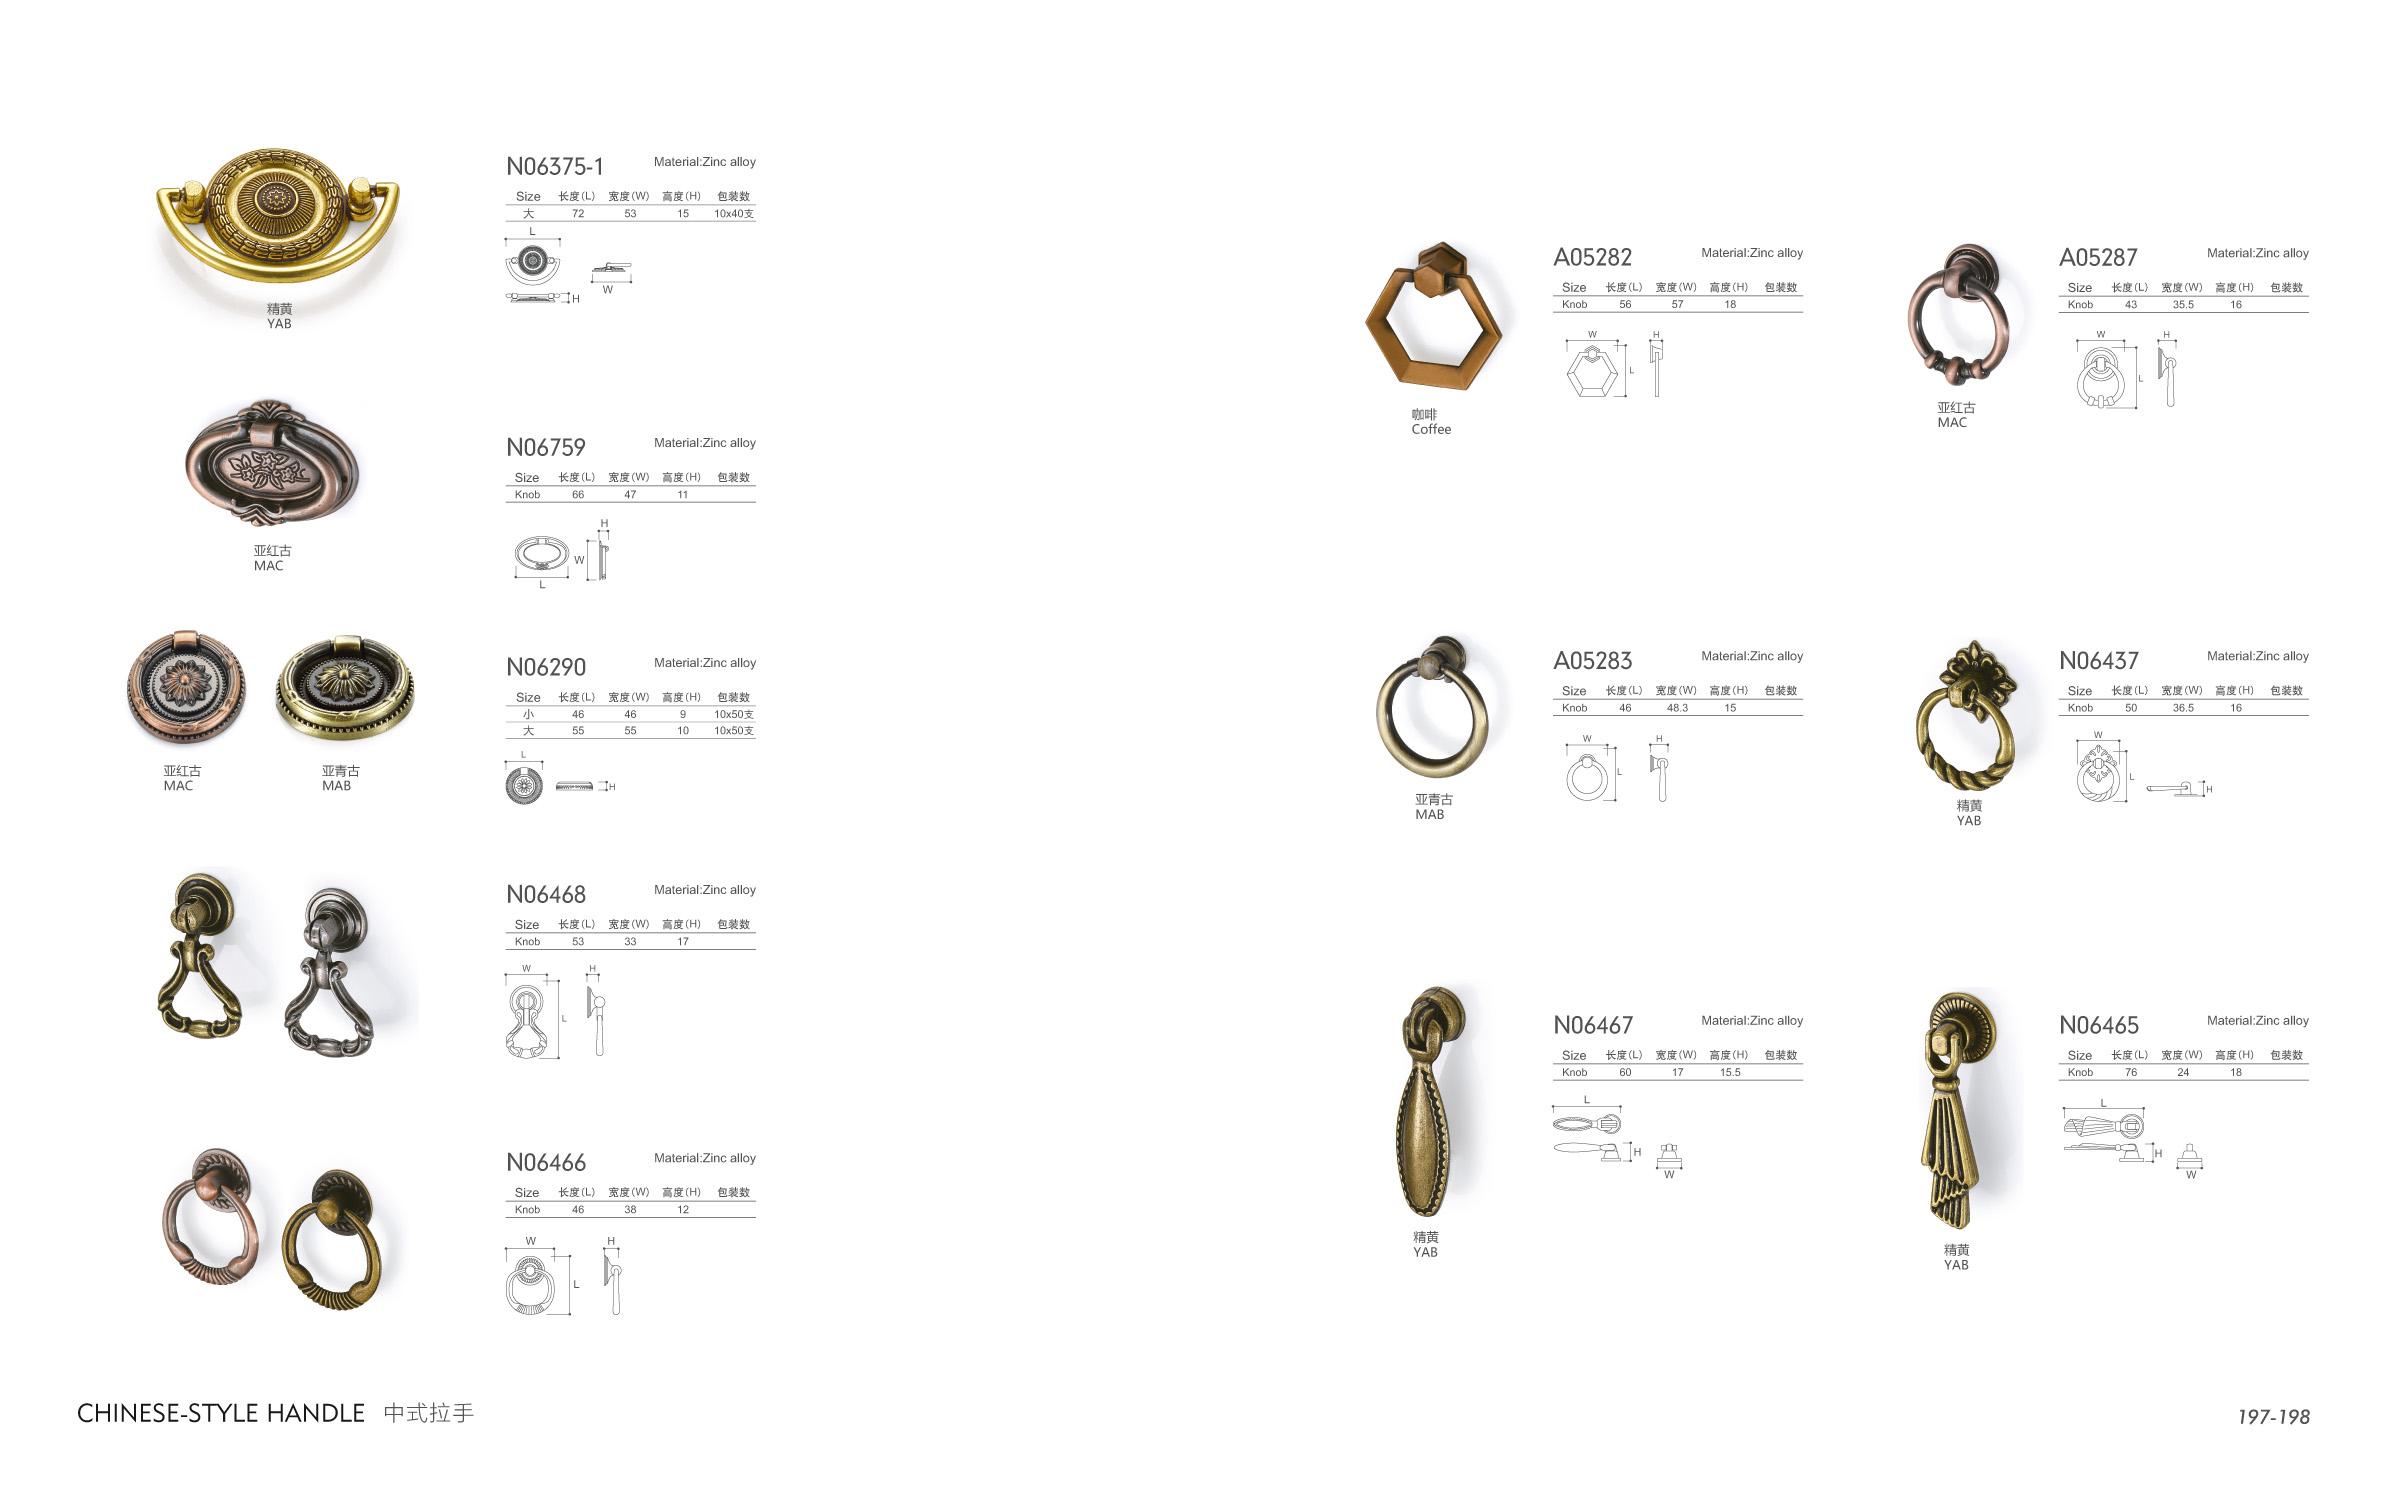 N06375-1 Material:Zinc alloy
Size 长度(L) 宽度(W) 高度(H) 包装数
大 72 53 15 10x40支
L
W
H
精黄
YAB
N06759 Material:Zinc alloy
Size 长度(L) 宽度(W) 高度(H) 包装数
Knob 66 47 11
H
W
L
亚红古
MAC
N06290 Material:Zinc alloy
Size 长度(L) 宽度(W) 高度(H) 包装数
小 46 46 9 10x50支
大 55 55 10 10x50支
L
H
亚红古
MAC
亚青古
MAB
N06468 Material:Zinc alloy
Size 长度(L) 宽度(W) 高度(H) 包装数
Knob 53 33 17
W H
L
N06466 Material:Zinc alloy
Size 长度(L) 宽度(W) 高度(H) 包装数
Knob 46 38 12
W H
L
A05282 Material:Zinc alloy
Size 长度(L) 宽度(W) 高度(H) 包装数
Knob 56 57 18
W H
L
咖啡
Coffee
A05287 Material:Zinc alloy
Size 长度(L) 宽度(W) 高度(H) 包装数
Knob 43 35.5 16
W H
L
亚红古
MAC
A05283 Material:Zinc alloy
Size 长度(L) 宽度(W) 高度(H) 包装数
Knob 46 48.3 15
W H
L
亚青古
MAB
N06437 Material:Zinc alloy
Size 长度(L) 宽度(W) 高度(H) 包装数
Knob 50 36.5 16
W
L
H
精黄
YAB
N06467 Material:Zinc alloy
Size 长度(L) 宽度(W) 高度(H) 包装数
Knob 60 17 15.5
L
H
W
精黄
YAB
N06465 Material:Zinc alloy
Size 长度(L) 宽度(W) 高度(H) 包装数
Knob 76 24 18
L
H
W
精黄
YAB
CHINESE-STYLE HANDLE 中式拉手
197-198